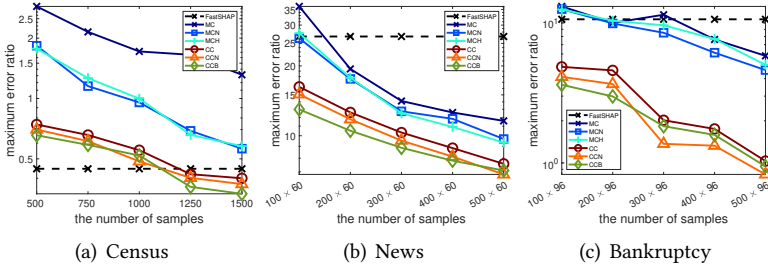 maximum error ratio
2.5
2
1.5
1
0.5
500
750
1000
1250
1500
the number of samples
FastSHAP
MC
MCN
MCH
CC
CCN
CCB
(a) Census
maximum error ratio
35
25
20
15
10
100 × 60
200 × 60
300 × 60
400 × 60
500 × 60
the number of samples
FastSHAP
MC
MCN
MCH
CC
CCN
CCB
(b) News
maximum error ratio
10¹
10⁰
100 × 96
200 × 96
300 × 96
400 × 96
500 × 96
the number of samples
FastSHAP
MC
MCN
MCH
CC
CCN
CCB
(c) Bankruptcy